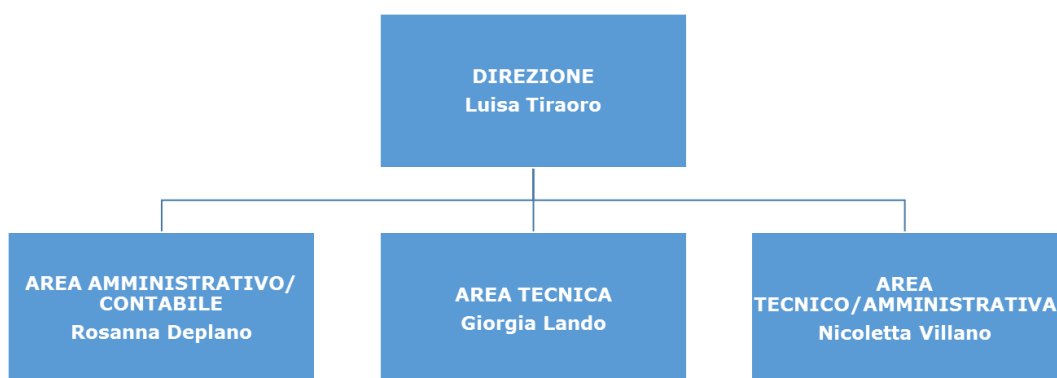 DIREZIONE
Luisa Tiraoro
AREA AMMINISTRATIVO/
CONTABILE
Rosanna Deplano
AREA TECNICA
Giorgia Lando
AREA
TECNICO/AMMINISTRATIVA
Nicoletta Villano